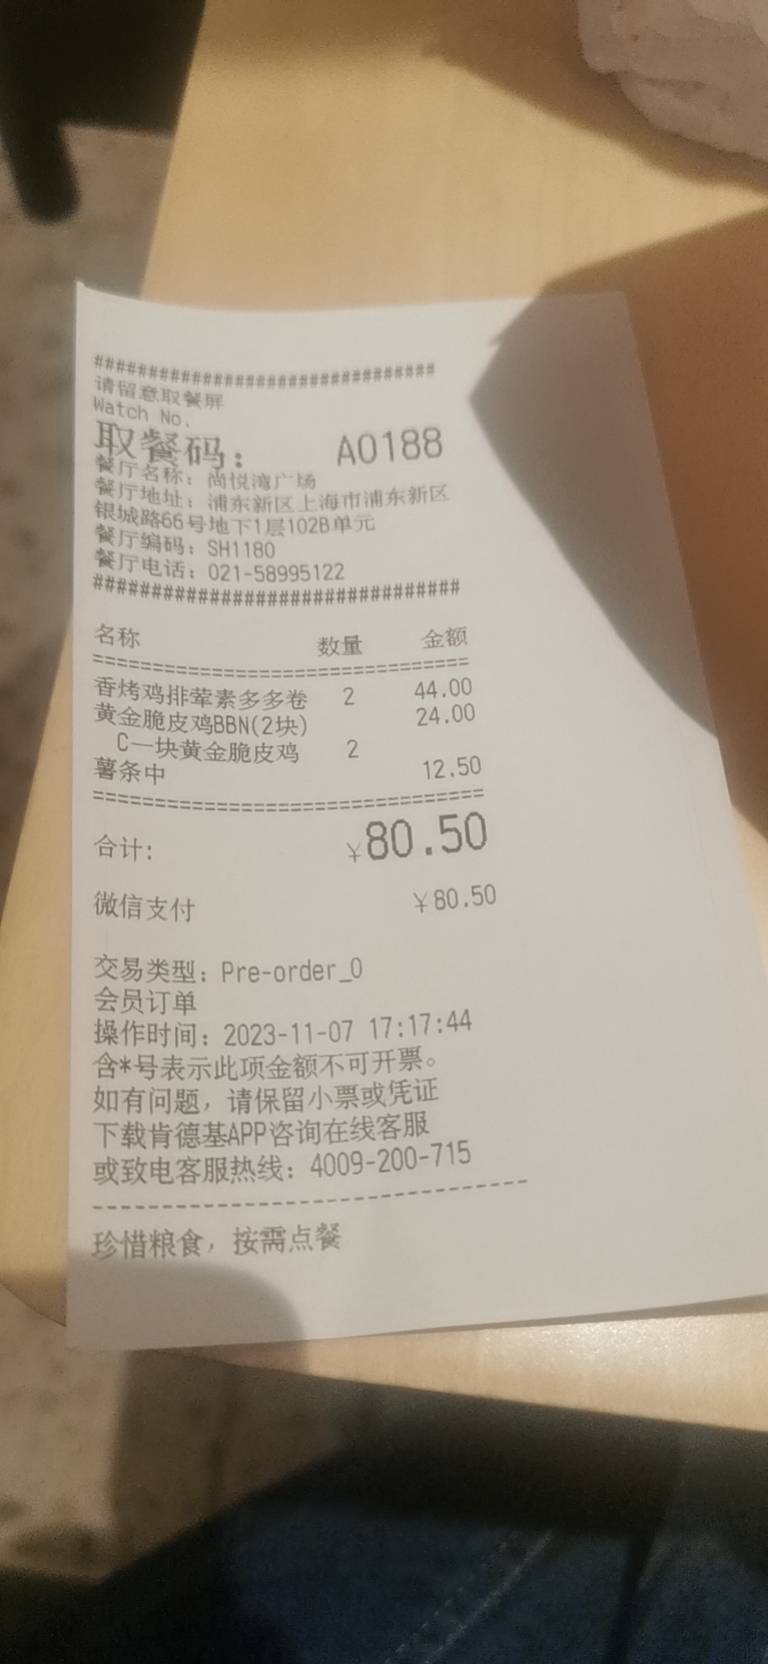 ################################
请留意取餐屏
Watch No.
取餐码: A0188
餐厅名称: 尚悦湾广场
餐厅地址: 浦东新区上海市浦东新区
银城路66号地下1层102B单元
餐厅编码: SH1180
餐厅电话: 021-58995122
################################
名称 数量 金额
================================
香烤鸡排荤素多多卷 2 44.00
黄金脆皮鸡BBN(2块) 24.00
C一块黄金脆皮鸡 2
薯条中 12.50
================================
合计: ¥80.50
微信支付 ¥80.50
交易类型: Pre-order_0
会员订单
操作时间: 2023-11-07 17:17:44
含*号表示此项金额不可开票。
如有问题, 请保留小票或凭证
下载肯德基APP咨询在线客服
或致电客服热线: 4009-200-715
--------------------------------
珍惜粮食, 按需点餐